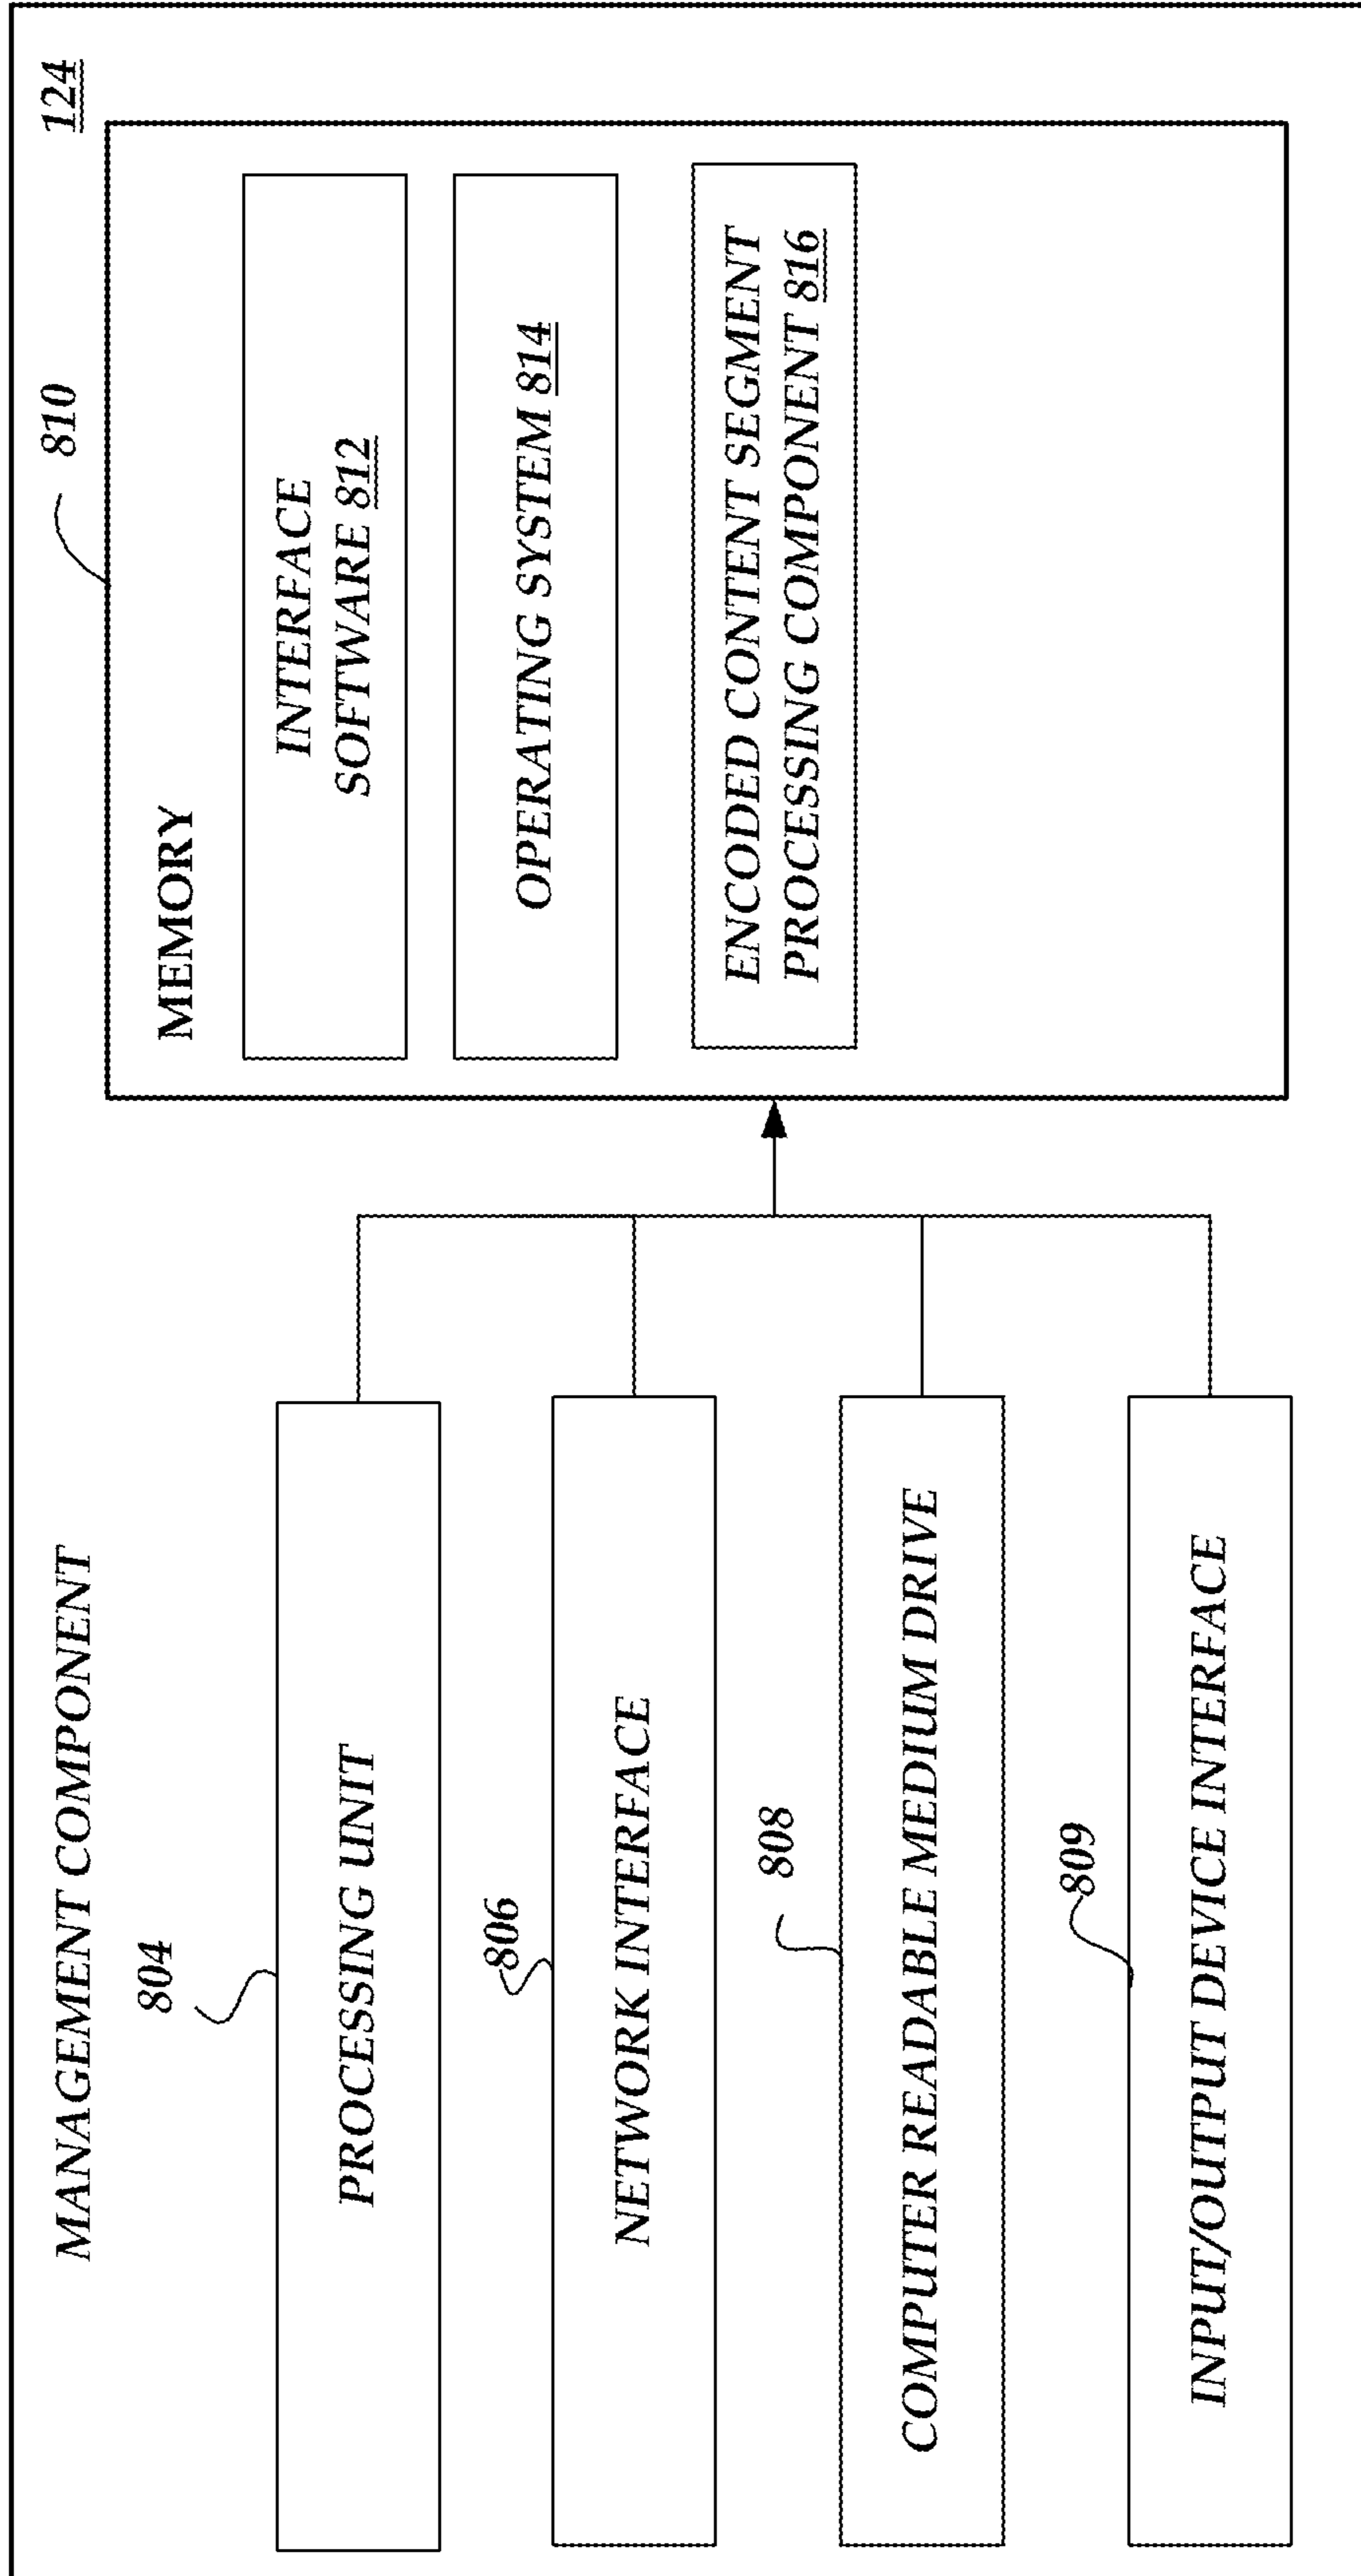 MANAGEMENT COMPONENT
124
804
PROCESSING UNIT
806
NETWORK INTERFACE
808
COMPUTER READABLE MEDIUM DRIVE
809
INPUT/OUTPUT DEVICE INTERFACE
810
MEMORY
INTERFACE
SOFTWARE 812
OPERATING SYSTEM 814
ENCODED CONTENT SEGMENT
PROCESSING COMPONENT 816